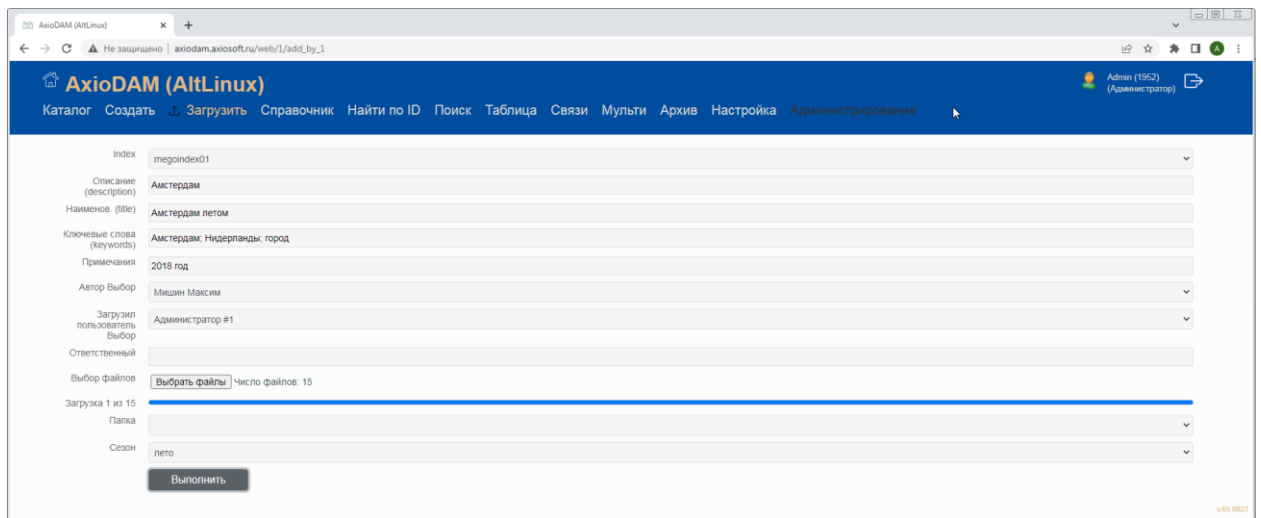 AxioDAM (AltLinux)
Не защищено axiodam.axiosoft.ru/web/1/add_by_1
A
AxioDAM (AltLinux)
Admin (1952)
(Администратор)
Каталог Создать Загрузить Справочник Найти по ID Поиск Таблица Связи Мульти Архив Настройка Администрирование
index
megoindex01
Описание
(description)
Амстердам
Наименов. (title)
Амстердам летом
Ключевые слова
(keywords)
Амстердам; Нидерланды; город
Примечания
2018 год
Автор Выбор
Мишин Максим
Загрузил
пользователь
Выбор
Администратор #1
Ответственный
Выбор файлов
Выбрать файлы Число файлов: 15
Загрузка 1 из 15
Папка
Сезон
лето
Выполнить
v.65 0827